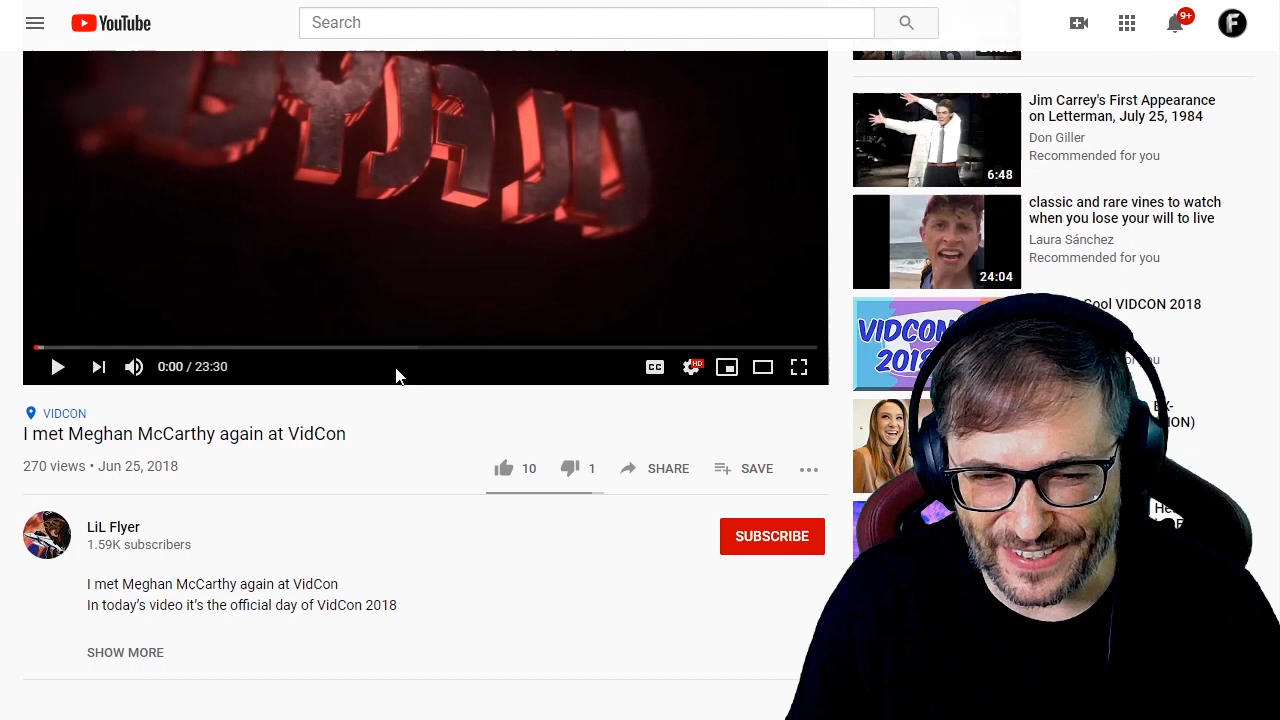 YouTube
Search
9+
F
0:00 / 23:30
CC
HD
VIDCON
I met Meghan McCarthy again at VidCon
270 views • Jun 25, 2018
10
1
SHARE
SAVE
LiL Flyer
1.59K subscribers
SUBSCRIBE
I met Meghan McCarthy again at VidCon
In today's video it's the official day of VidCon 2018
SHOW MORE
Jim Carrey's First Appearance
on Letterman, July 25, 1984
Don Giller
Recommended for you
6:48
classic and rare vines to watch
when you lose your will to live
Laura Sánchez
Recommended for you
24:04
VIDCON
2018
Cool VIDCON 2018